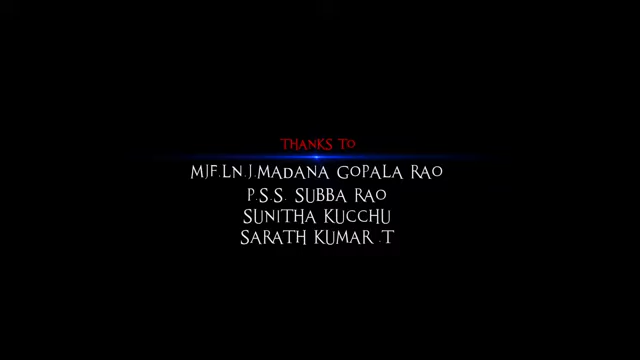 THANKS TO
MJF.LN.J.MADANA GOPALA RAO
P.S.S. SUBBA RAO
SUNITHA KUCCHU
SARATH KUMAR .T